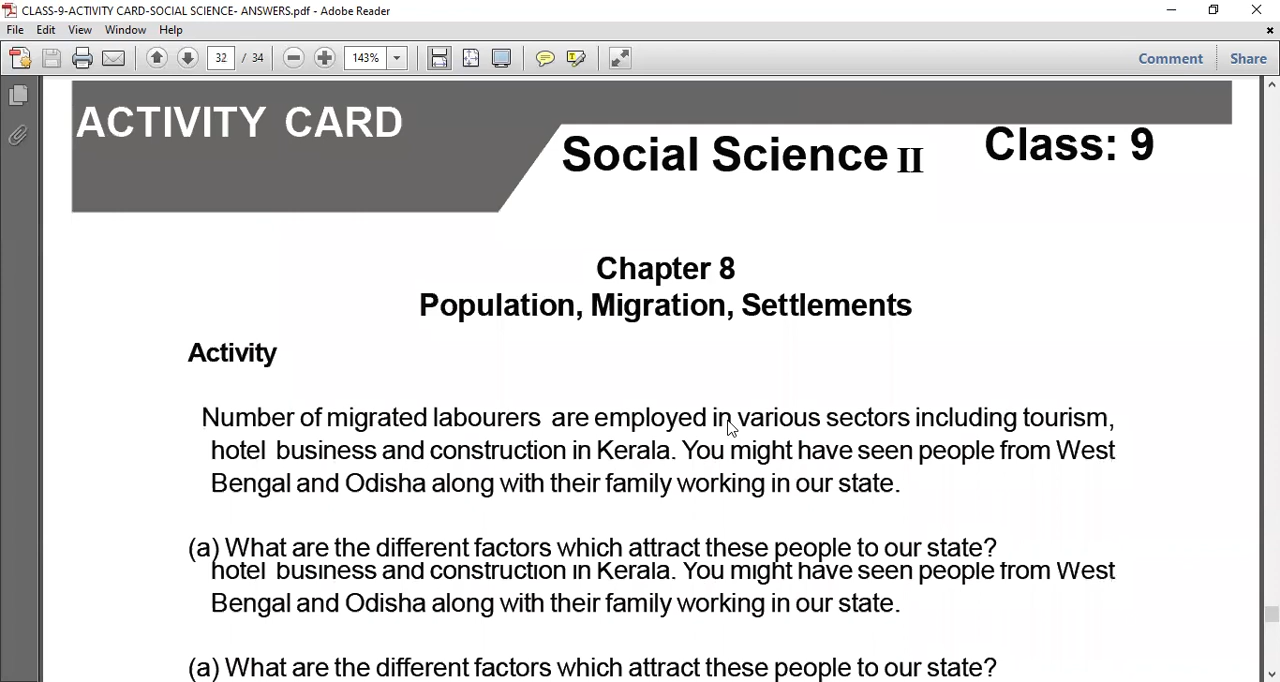 CLASS-9-ACTIVITY CARD-SOCIAL SCIENCE- ANSWERS.pdf - Adobe Reader
File Edit View Window Help
32 / 34 143% Comment Share
ACTIVITY CARD
Social Science II Class: 9
Chapter 8
Population, Migration, Settlements
Activity
Number of migrated labourers are employed in various sectors including tourism,
hotel business and construction in Kerala. You might have seen people from West
Bengal and Odisha along with their family working in our state.
(a) What are the different factors which attract these people to our state?
hotel business and construction in Kerala. You might have seen people from West
Bengal and Odisha along with their family working in our state.
(a) What are the different factors which attract these people to our state?